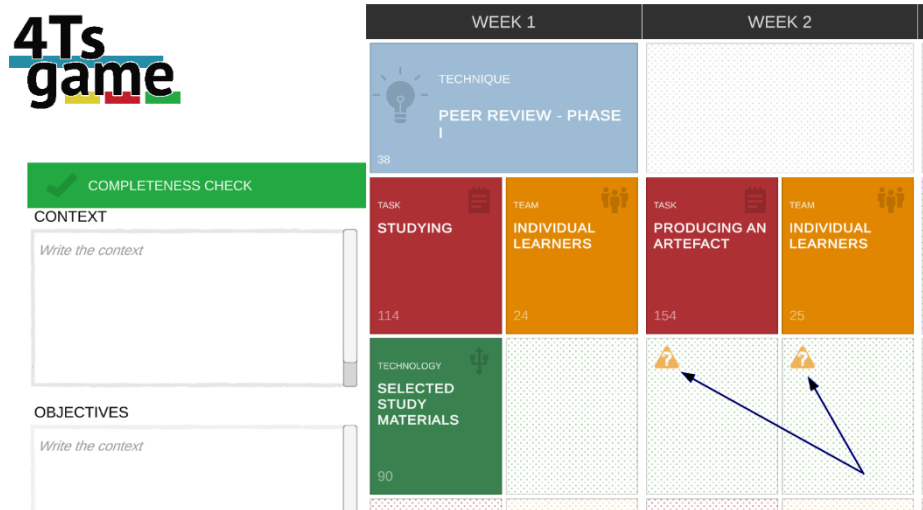 4Ts
game
WEEK 1
WEEK 2
TECHNIQUE
PEER REVIEW - PHASE
I
38
COMPLETENESS CHECK
CONTEXT
Write the context
TASK
STUDYING
114
TEAM
INDIVIDUAL
LEARNERS
24
TASK
PRODUCING AN
ARTEFACT
154
TEAM
INDIVIDUAL
LEARNERS
25
TECHNOLOGY
SELECTED
STUDY
MATERIALS
90
?
?
OBJECTIVES
Write the context